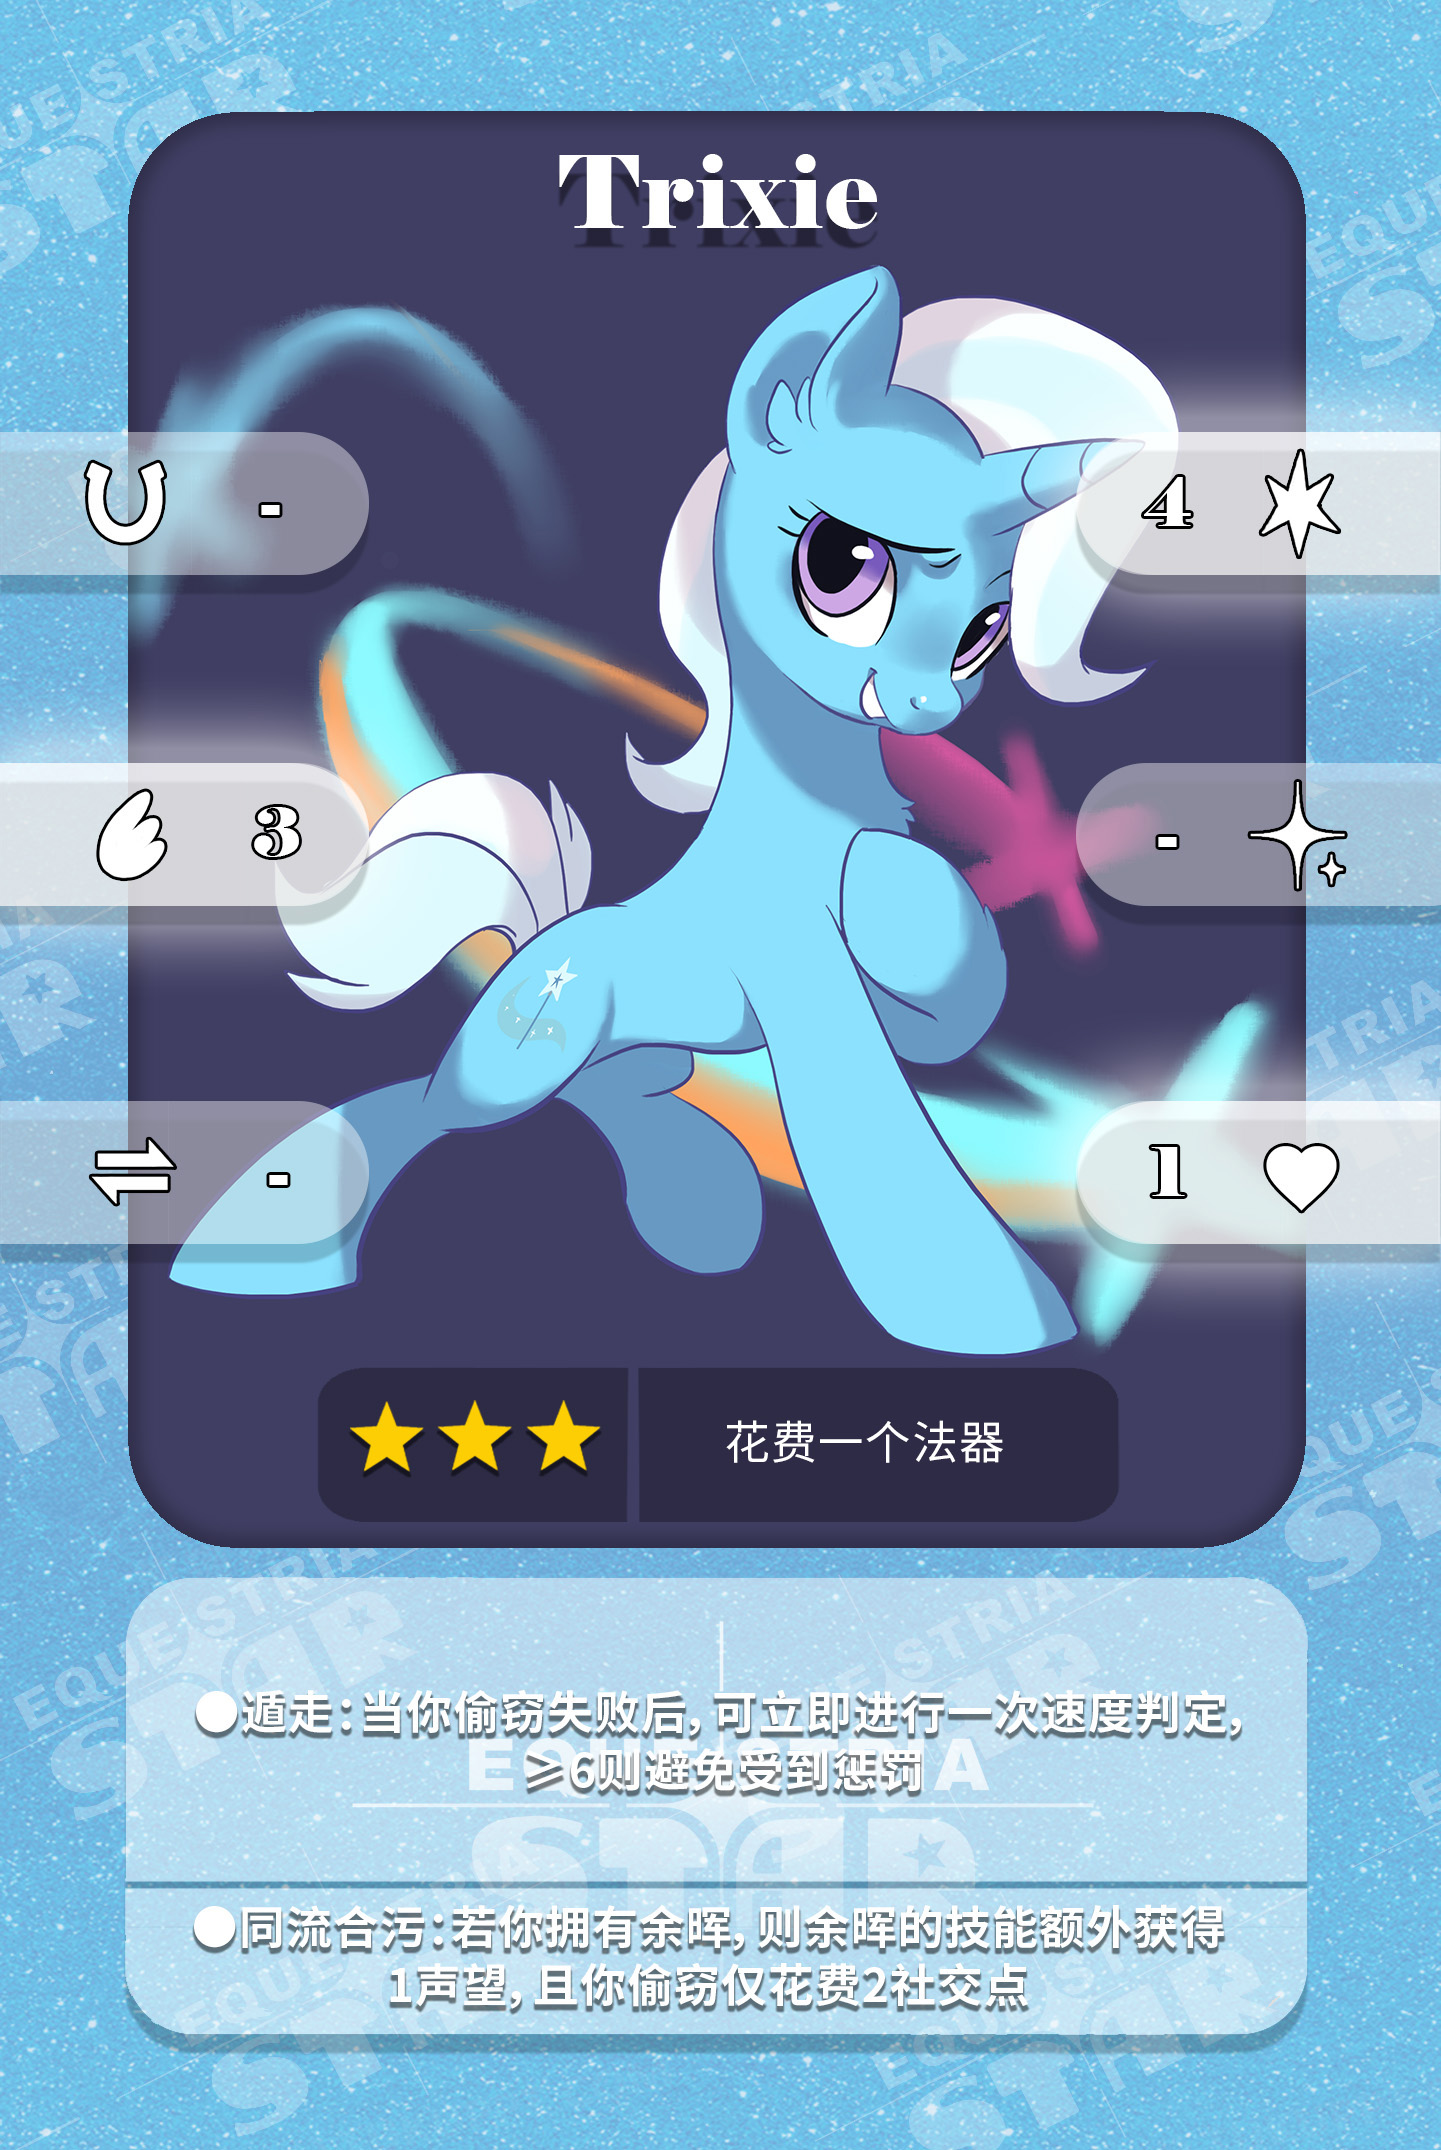 Trixie
-
4
3
-
-
1
花费一个法器
●遁走：当你偷窃失败后，可立即进行一次速度判定，
≥6则避免受到惩罚
EQUESTRIA
STAR
●同流合污：若你拥有余晖，则余晖的技能额外获得
1声望，且你偷窃仅花费2社交点